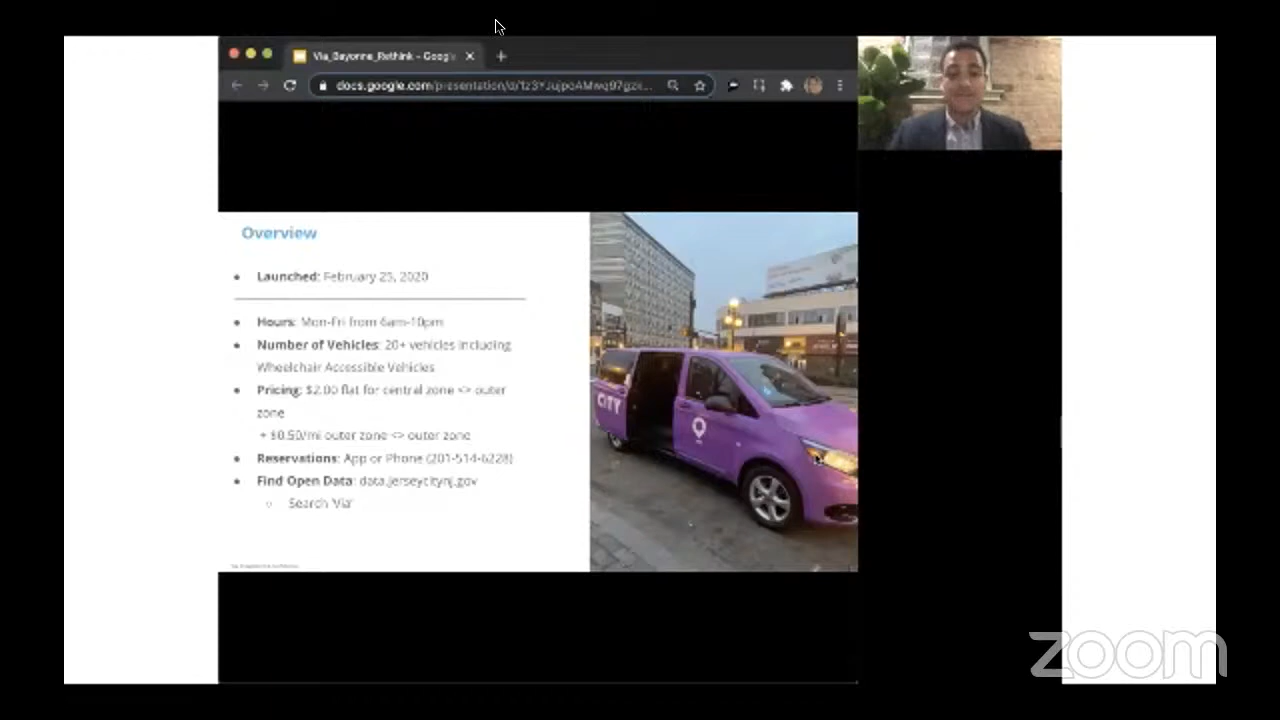 Via_Bayonne_Rethink - Google
docs.google.com/presentation/d/
Overview
• Launched: February 25, 2020
• Hours: Mon-Fri from 6am-10pm
• Number of Vehicles: 20+ vehicles including
Wheelchair Accessible Vehicles
• Pricing: $2.00 flat for central zone <> outer
zone
+ $0.50/mi outer zone <> outer zone
• Reservations: App or Phone (201-514-6228)
• Find Open Data: data.jerseycitynj.gov
○ Search 'Via'
CITY
zoom